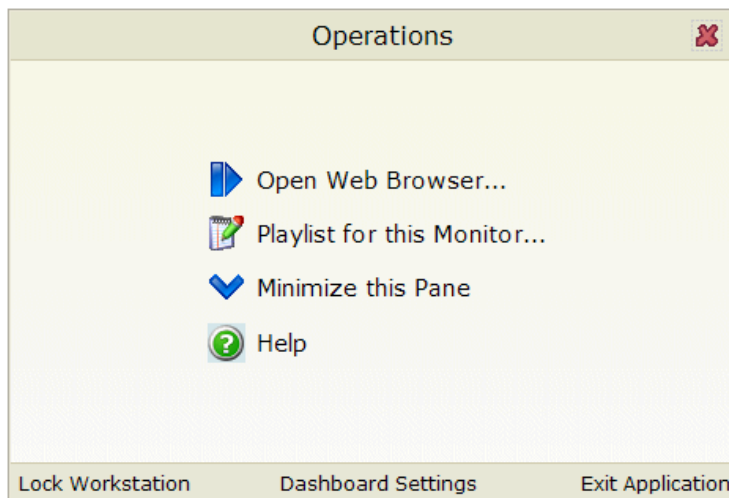 Operations
Open Web Browser...
Playlist for this Monitor...
Minimize this Pane
Help
Lock Workstation Dashboard Settings Exit Application